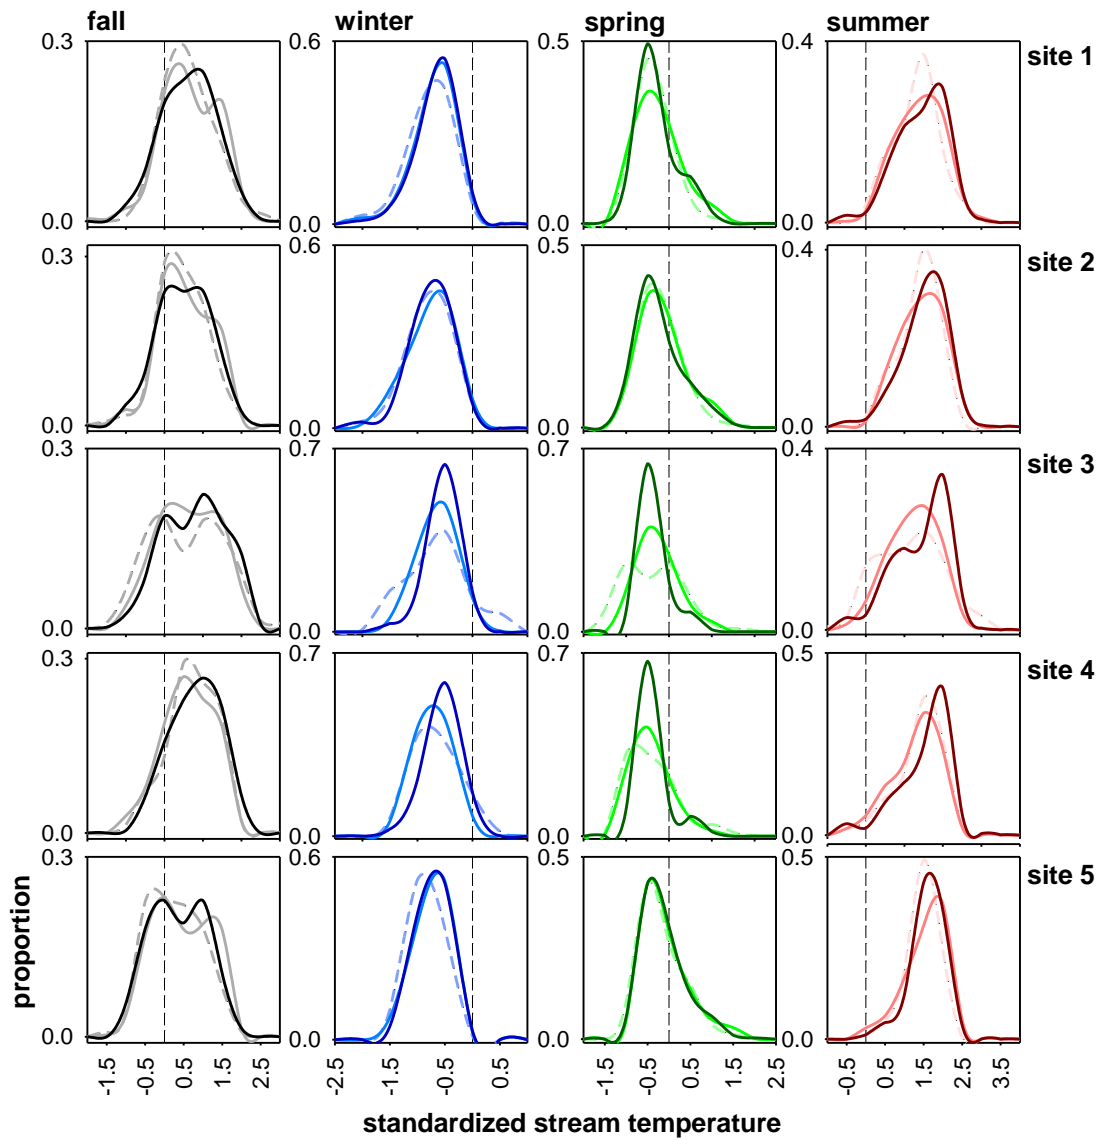 fall winter spring summer
0.3 0.6 0.5 0.4 site 1
0.0 0.0 0.0 0.0
0.3 0.6 0.5 0.4 site 2
0.0 0.0 0.0 0.0
0.3 0.7 0.5 0.4 site 3
0.0 0.0 0.0 0.0
0.3 0.7 0.7 0.5 site 4
0.0 0.0 0.0 0.0
0.3 0.6 0.5 0.5 site 5
proportion
0.0 0.0 0.0 0.0
-1.5 -0.5 0.5 1.5 2.5 -2.5 -1.5 -0.5 0.5 -1.5 -0.5 0.5 1.5 2.5 -0.5 0.5 1.5 2.5 3.5
standardized stream temperature